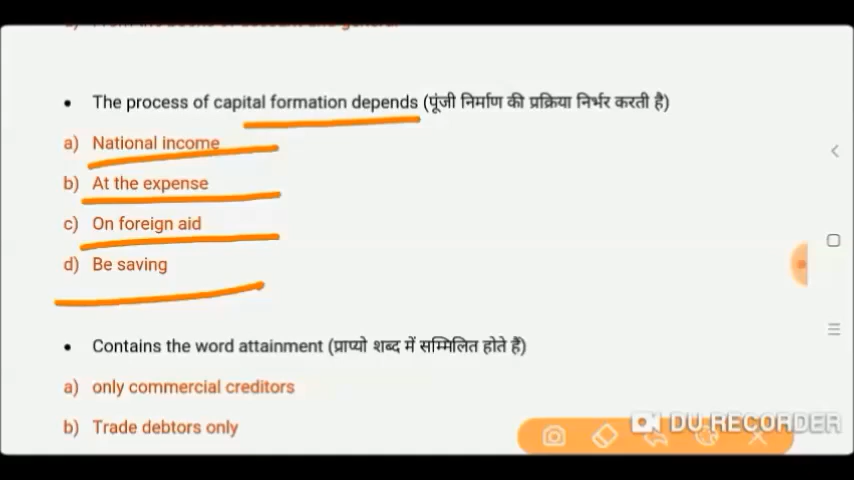 • The process of capital formation depends (पूंजी निर्माण की प्रक्रिया निर्भर करती है)
a) National income
b) At the expense
c) On foreign aid
d) Be saving
• Contains the word attainment (प्राप्यो शब्द में सम्मिलित होते हैं)
a) only commercial creditors
b) Trade debtors only
DU RECORDER